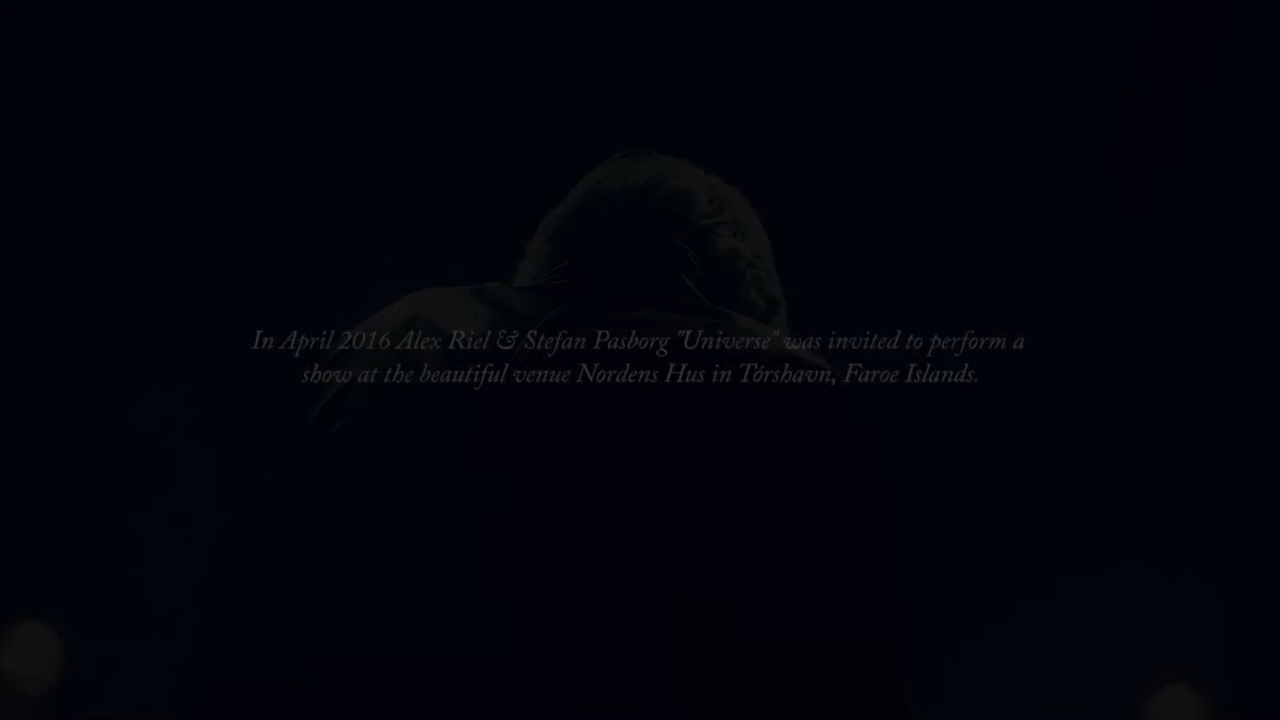 In April 2016 Alex Riel & Stefan Pasborg "Universe" was invited to perform a
show at the beautiful venue Nordens Hus in Tórshavn, Faroe Islands.